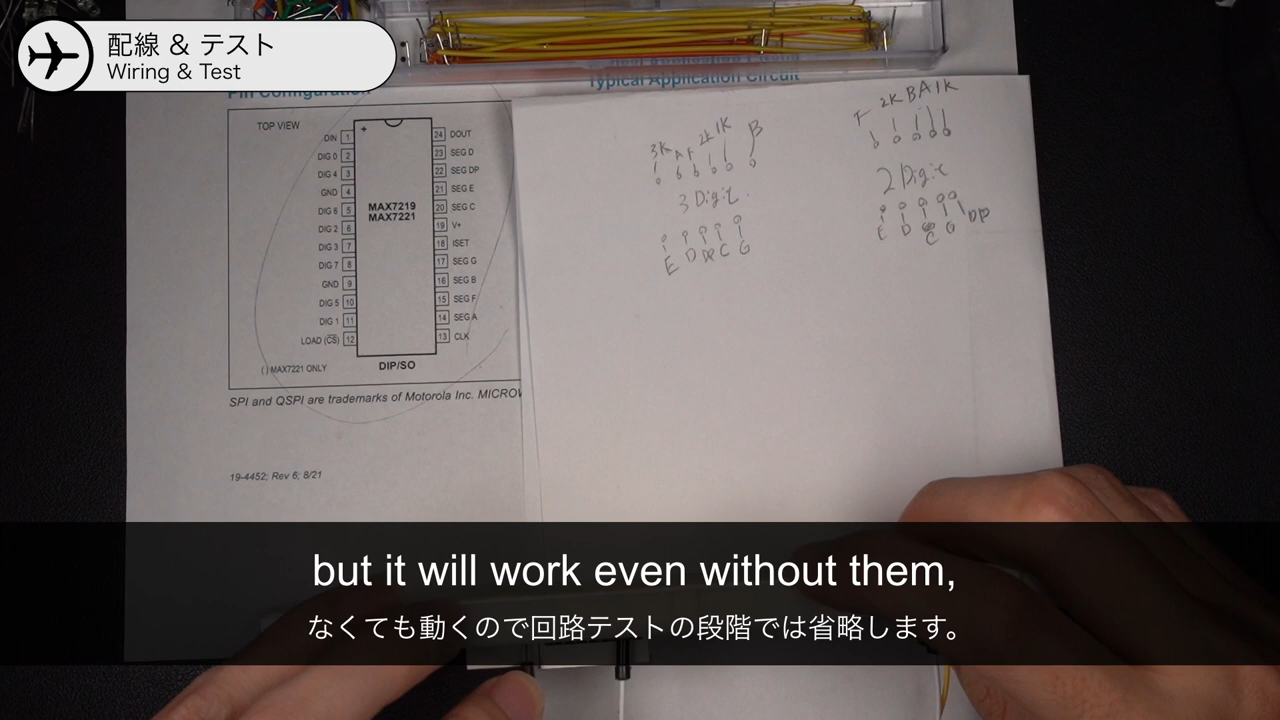 配線 & テスト
Wiring & Test
Pin Configuration
Typical Application Circuit
TOP VIEW
DIN 1
DIG 0 2
DIG 4 3
GND 4
DIG 6 5
DIG 2 6
DIG 3 7
DIG 7 8
GND 9
DIG 5 10
DIG 1 11
LOAD (CS) 12
+
MAX7219
MAX7221
24 DOUT
23 SEG D
22 SEG DP
21 SEG E
20 SEG C
19 V+
18 ISET
17 SEG G
16 SEG B
15 SEG F
14 SEG A
13 CLK
( ) MAX7221 ONLY
DIP/SO
SPI and QSPI are trademarks of Motorola Inc. MICROW
19-4452; Rev 6; 8/21
3K A F 2K 1K B
3 Digit
E D DP C G
F 2K B A 1K
2 Digit
E D C G DP
but it will work even without them,
なくても動くので回路テストの段階では省略します。